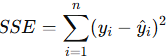 SSE = \sum_{i=1}^{n} (y_i - \hat{y}_i)^2